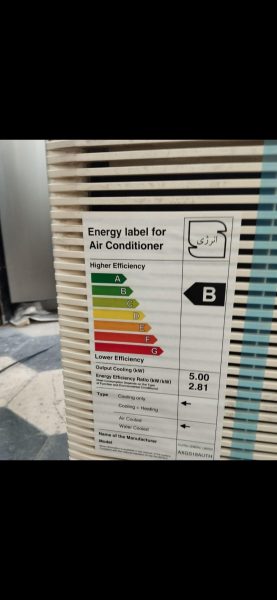 Energy label for
Air Conditioner
انرژی
Higher Efficiency
A
B
C
D
E
F
G
B
Lower Efficiency
Output Cooling (kW) 5.00
Energy Efficiency Ratio (kW/kW) 2.81
Type Cooling only
Cooling + Heating
Air Cooled
Water Cooled
Name of the Manufacturer
Model